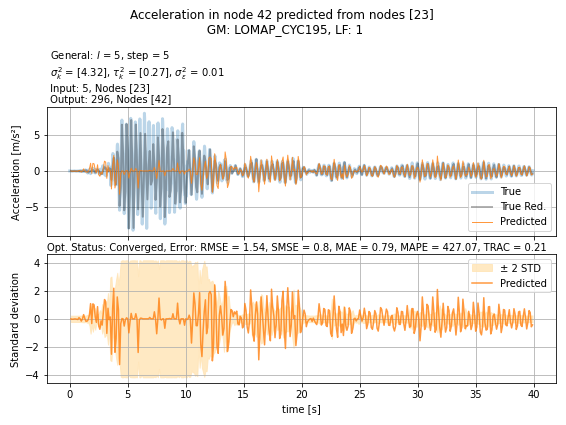 Acceleration in node 42 predicted from nodes [23]
GM: LOMAP_CYC195, LF: 1
General: l = 5, step = 5
σ²ₖ = [4.32], τ²ₖ = [0.27], σ²ε = 0.01
Input: 5, Nodes [23]
Output: 296, Nodes [42]
Acceleration [m/s²]
5
0
−5
True
True Red.
Predicted
Opt. Status: Converged, Error: RMSE = 1.54, SMSE = 0.8, MAE = 0.79, MAPE = 427.07, TRAC = 0.21
Standard deviation
4
2
0
−2
−4
± 2 STD
Predicted
0 5 10 15 20 25 30 35 40
time [s]